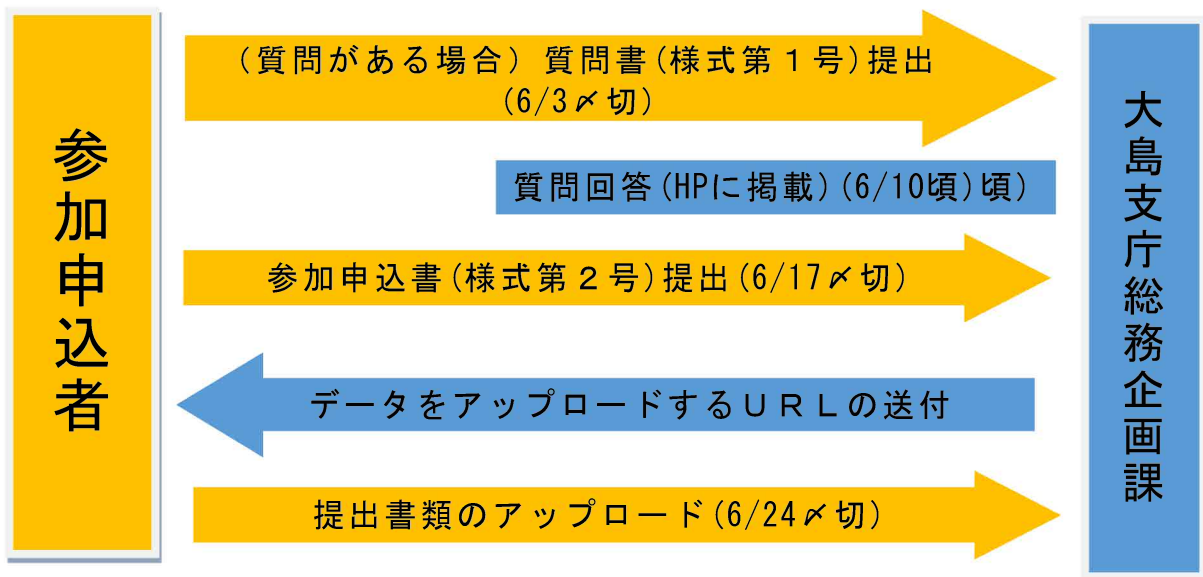 参加申込者
（質問がある場合）質問書(様式第１号)提出
(6/3〆切)
質問回答(HPに掲載)(6/10頃)頃)
参加申込書(様式第２号)提出(6/17〆切)
データをアップロードするＵＲＬの送付
提出書類のアップロード(6/24〆切)
大島支庁総務企画課